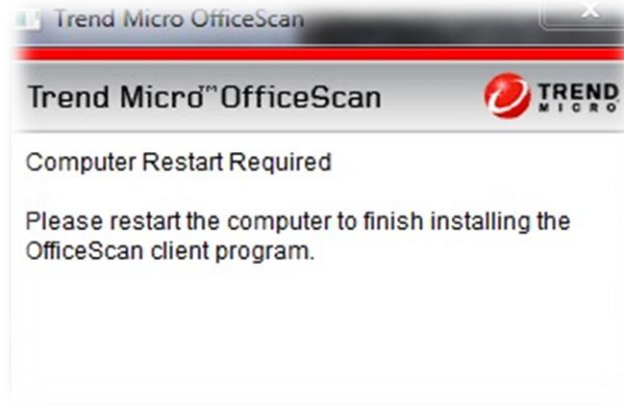 Trend Micro OfficeScan
Trend Micro™ OfficeScan
TREND
MICRO
Computer Restart Required
Please restart the computer to finish installing the
OfficeScan client program.